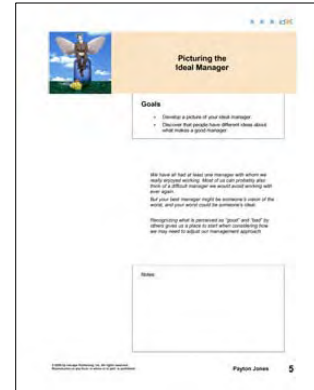 Picturing the
Ideal Manager
Goals
• Develop a picture of your ideal manager
• Discover that people have different ideas about
what makes a good manager
We have all had at least one manager with whom we
really enjoyed working. Most of us can probably also
think of a difficult manager we would avoid working with
ever again.
But your best manager might be someone's vision of the
worst, and your worst could be someone's ideal.
Recognizing what is perceived as "good" and "bad" by
others gives us a place to start when considering how
we may need to adjust our management approach.
Notes:
Payton Jones 5